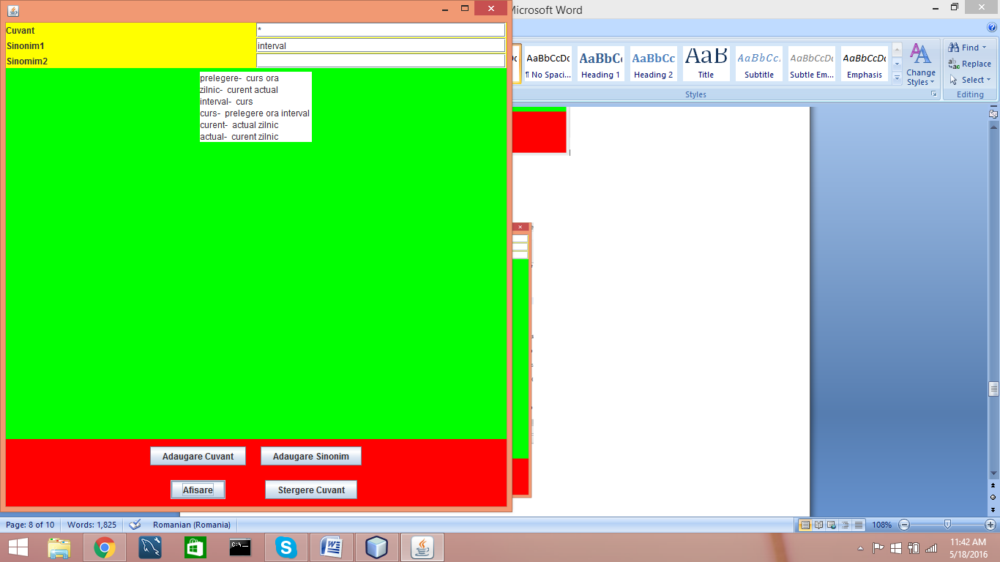 Microsoft Word
Cuvant *
Sinonim1 interval
Sinomim2
prelegere-  curs ora
zilnic-  curent actual
interval-  curs
curs-  prelegere ora interval
curent-  actual zilnic
actual-  curent zilnic
Adaugare Cuvant
Adaugare Sinonim
Afisare
Stergere Cuvant
AaBbCcDc AaBbCc AaBbCc AaB AaBbCc. AaBbCcDc AaBbCcDc
¶ No Spaci... Heading 1 Heading 2 Title Subtitle Subtle Em... Emphasis
Change
Styles
Styles
Find
Replace
Select
Editing
Page: 8 of 10 Words: 1,825 Romanian (Romania) 108%
C:\
11:42 AM
5/18/2016